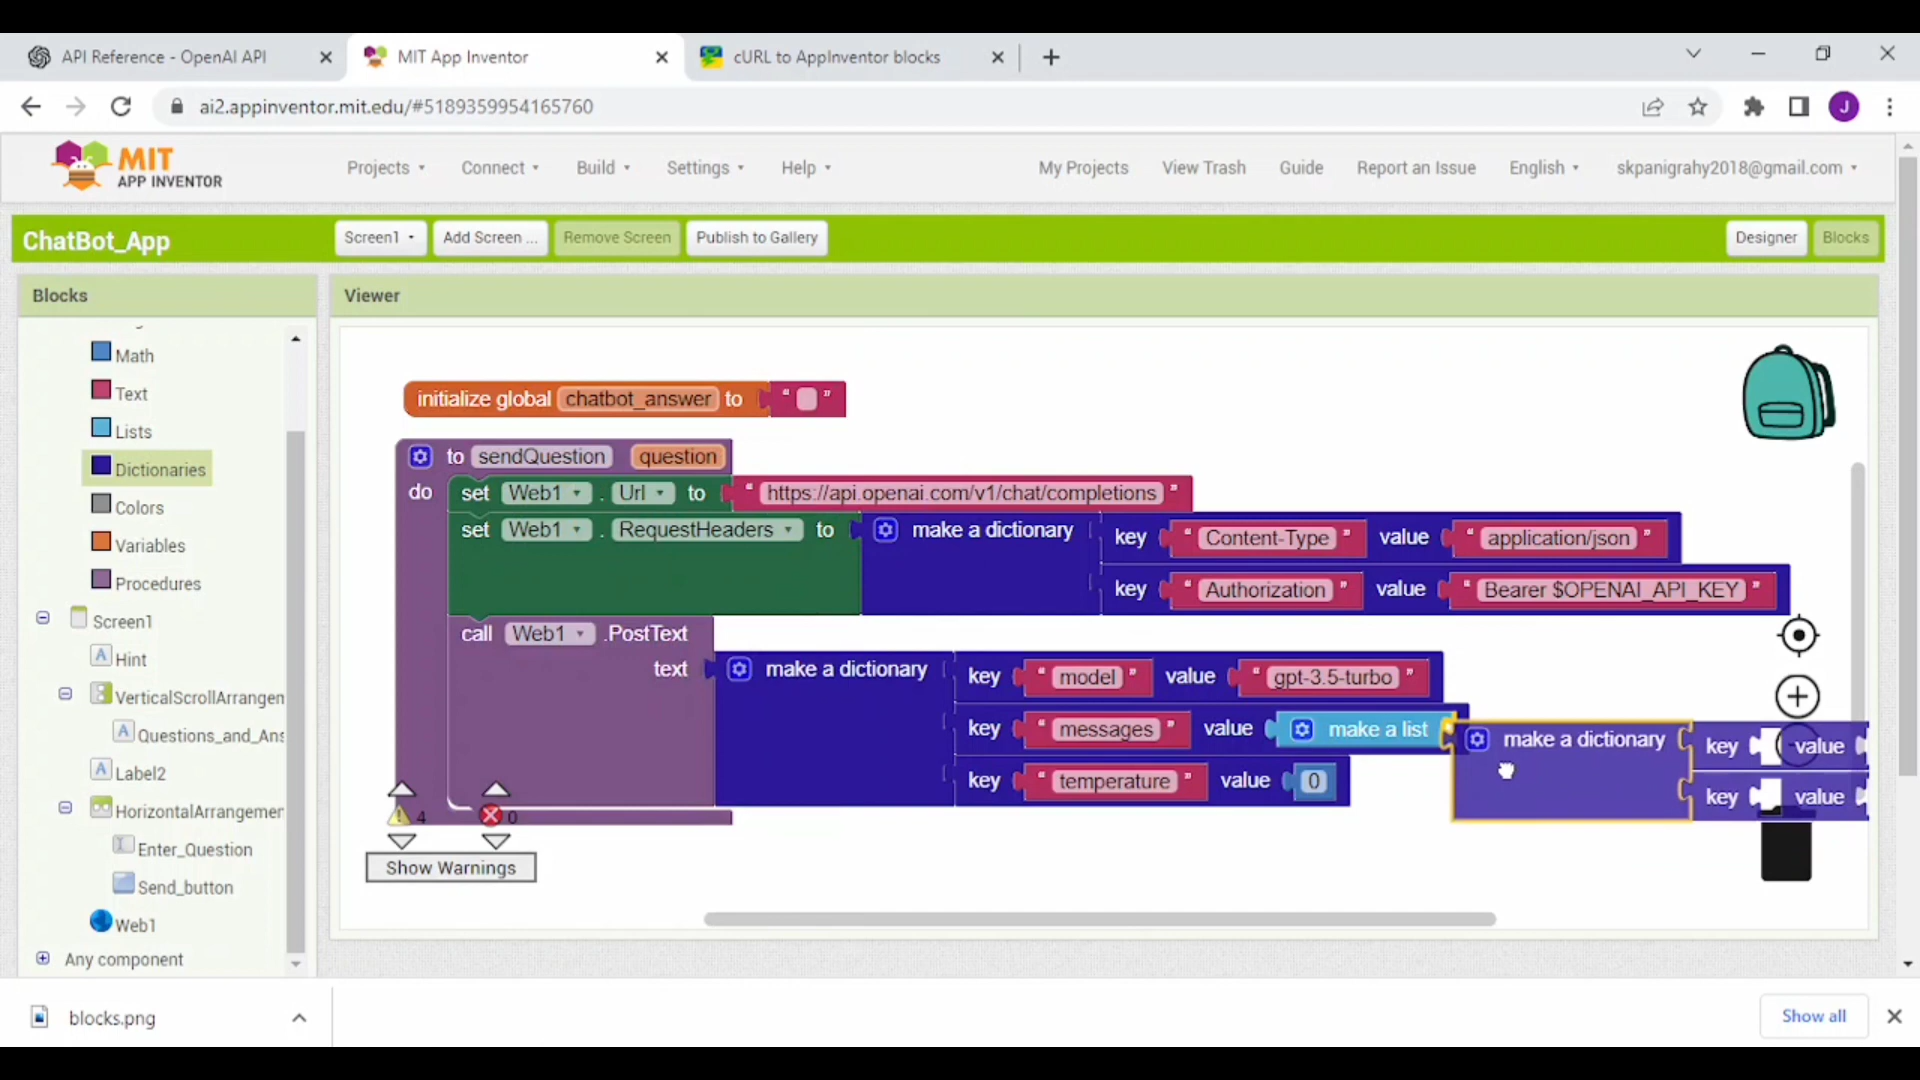 API Reference - OpenAI API
MIT App Inventor
cURL to AppInventor blocks
ai2.appinventor.mit.edu/#5189359954165760
J
MIT
APP INVENTOR
Projects
Connect
Build
Settings
Help
My Projects
View Trash
Guide
Report an Issue
English
skpanigrahy2018@gmail.com
ChatBot_App
Screen1
Add Screen ...
Remove Screen
Publish to Gallery
Designer
Blocks
Blocks
Viewer
Math
Text
Lists
Dictionaries
Colors
Variables
Procedures
Screen1
Hint
VerticalScrollArrangen
Questions_and_Ans
Label2
HorizontalArrangemer
Enter_Question
Send_button
Web1
Any component
initialize global chatbot_answer to " "
to sendQuestion question
do set Web1 . Url to " https://api.openai.com/v1/chat/completions "
set Web1 . RequestHeaders to make a dictionary key " Content-Type " value " application/json "
key " Authorization " value " Bearer $OPENAI_API_KEY "
call Web1 .PostText
text make a dictionary key " model " value " gpt-3.5-turbo "
key " messages " value make a list make a dictionary key value
key " temperature " value 0 key value
4 0
Show Warnings
blocks.png
Show all